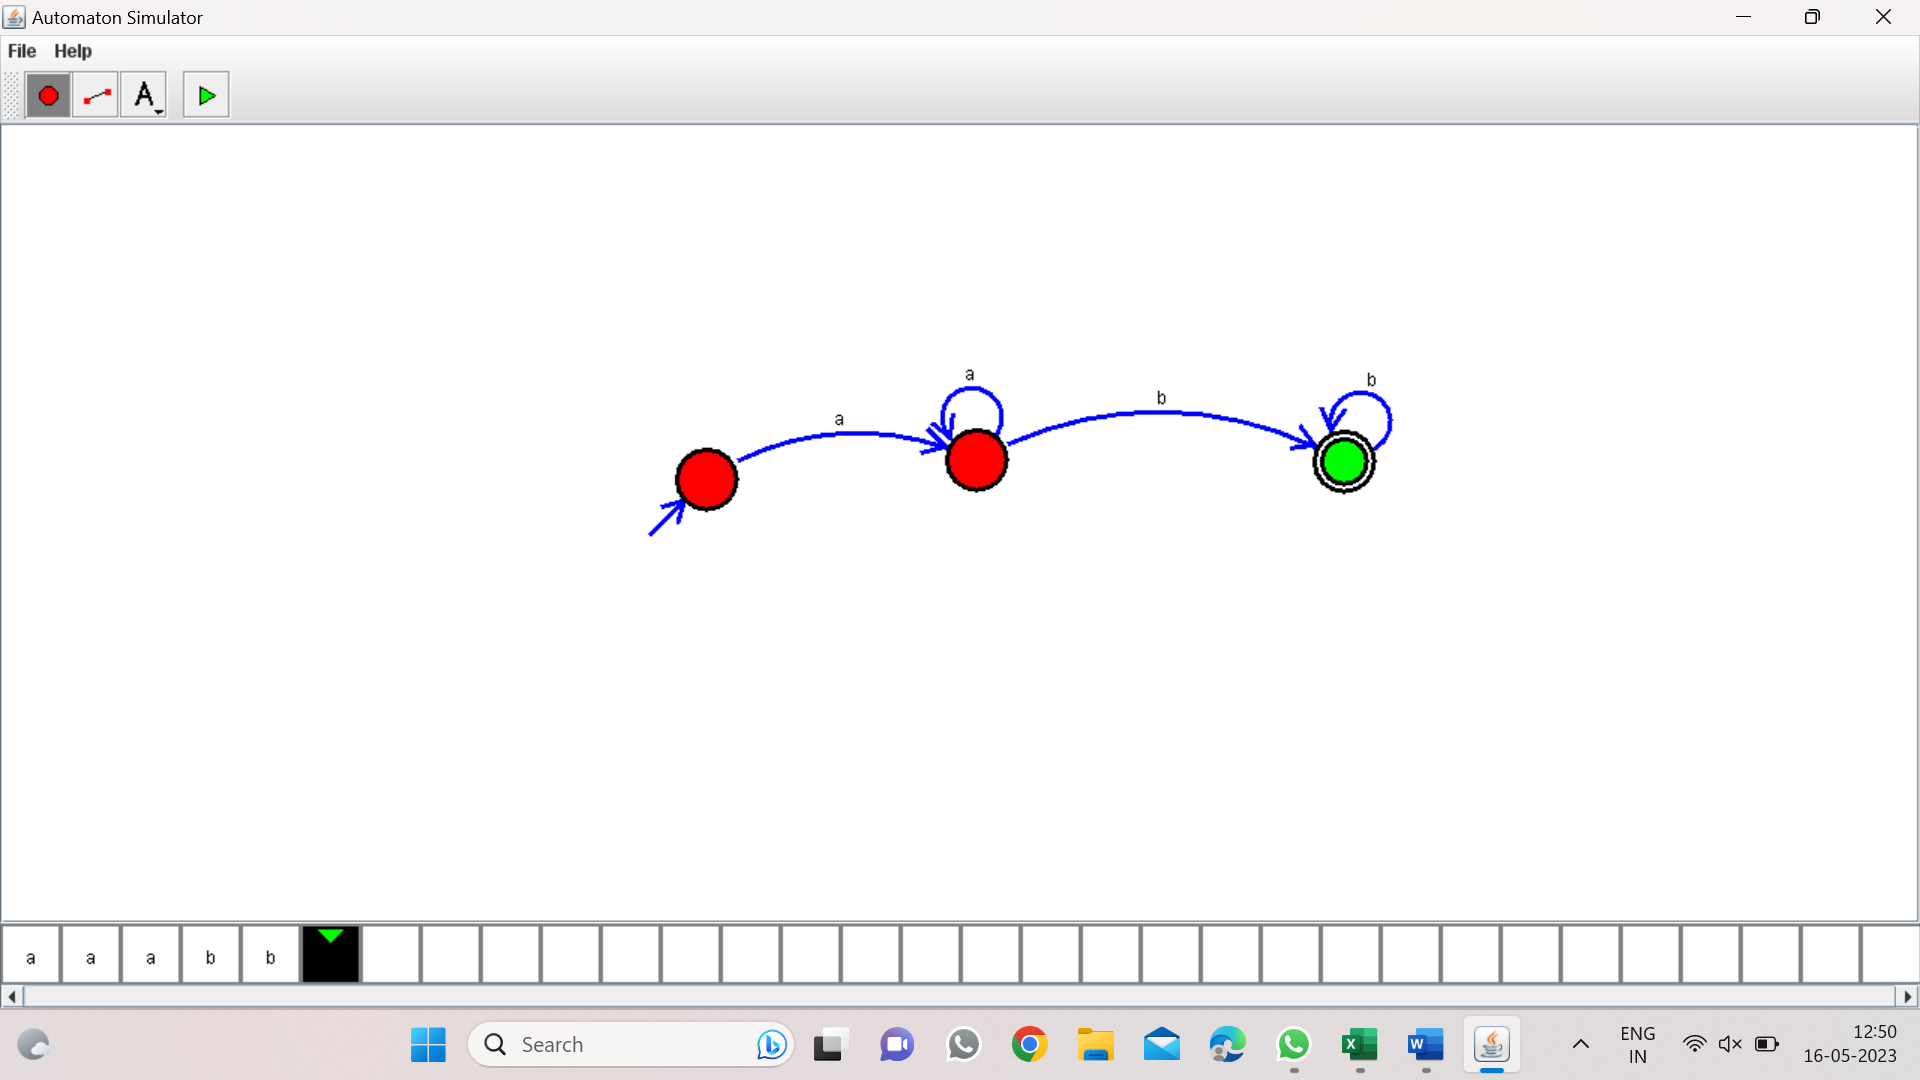 Automaton Simulator
File Help
A
a
b
a
b
a a a b b
Search
ENG
IN
12:50
16-05-2023